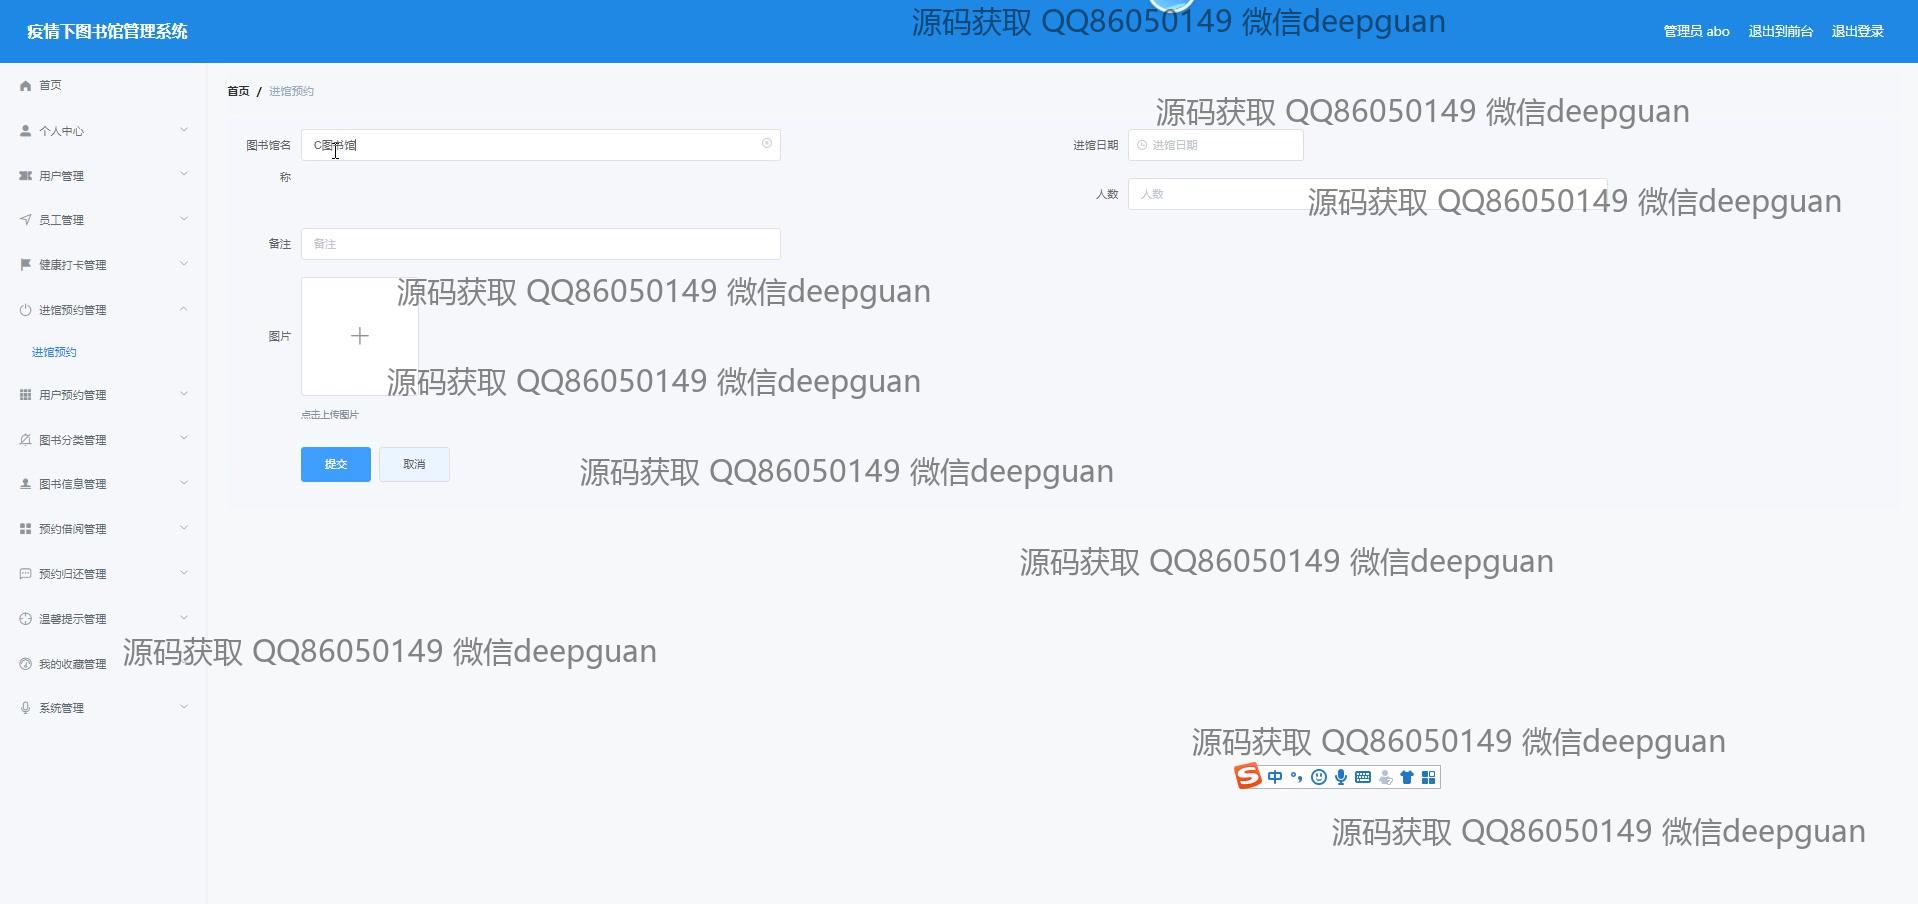 疫情下图书馆管理系统
源码获取 QQ86050149 微信deepguan
管理员 abo
退出到前台
退出登录
首页
个人中心
用户管理
员工管理
健康打卡管理
进馆预约管理
进馆预约
用户预约管理
图书分类管理
图书信息管理
预约借阅管理
预约归还管理
温馨提示管理
我的收藏管理
系统管理
首页 / 进馆预约
源码获取 QQ86050149 微信deepguan
图书馆名
称
C图书馆
进馆日期
进馆日期
人数
人数
源码获取 QQ86050149 微信deepguan
备注
备注
源码获取 QQ86050149 微信deepguan
图片
源码获取 QQ86050149 微信deepguan
点击上传图片
提交
取消
源码获取 QQ86050149 微信deepguan
源码获取 QQ86050149 微信deepguan
源码获取 QQ86050149 微信deepguan
源码获取 QQ86050149 微信deepguan
中
源码获取 QQ86050149 微信deepguan